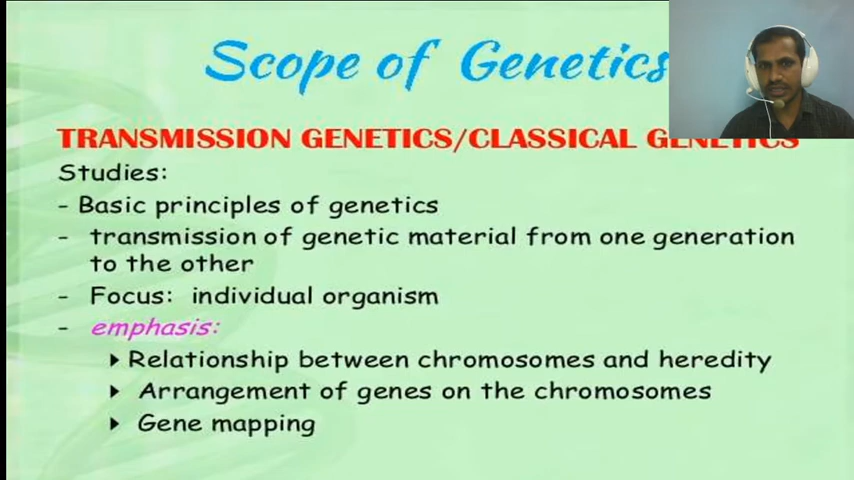 Scope of Genetics
TRANSMISSION GENETICS/CLASSICAL GENETICS
Studies:
- Basic principles of genetics
- transmission of genetic material from one generation
to the other
- Focus: individual organism
- emphasis:
Relationship between chromosomes and heredity
Arrangement of genes on the chromosomes
Gene mapping